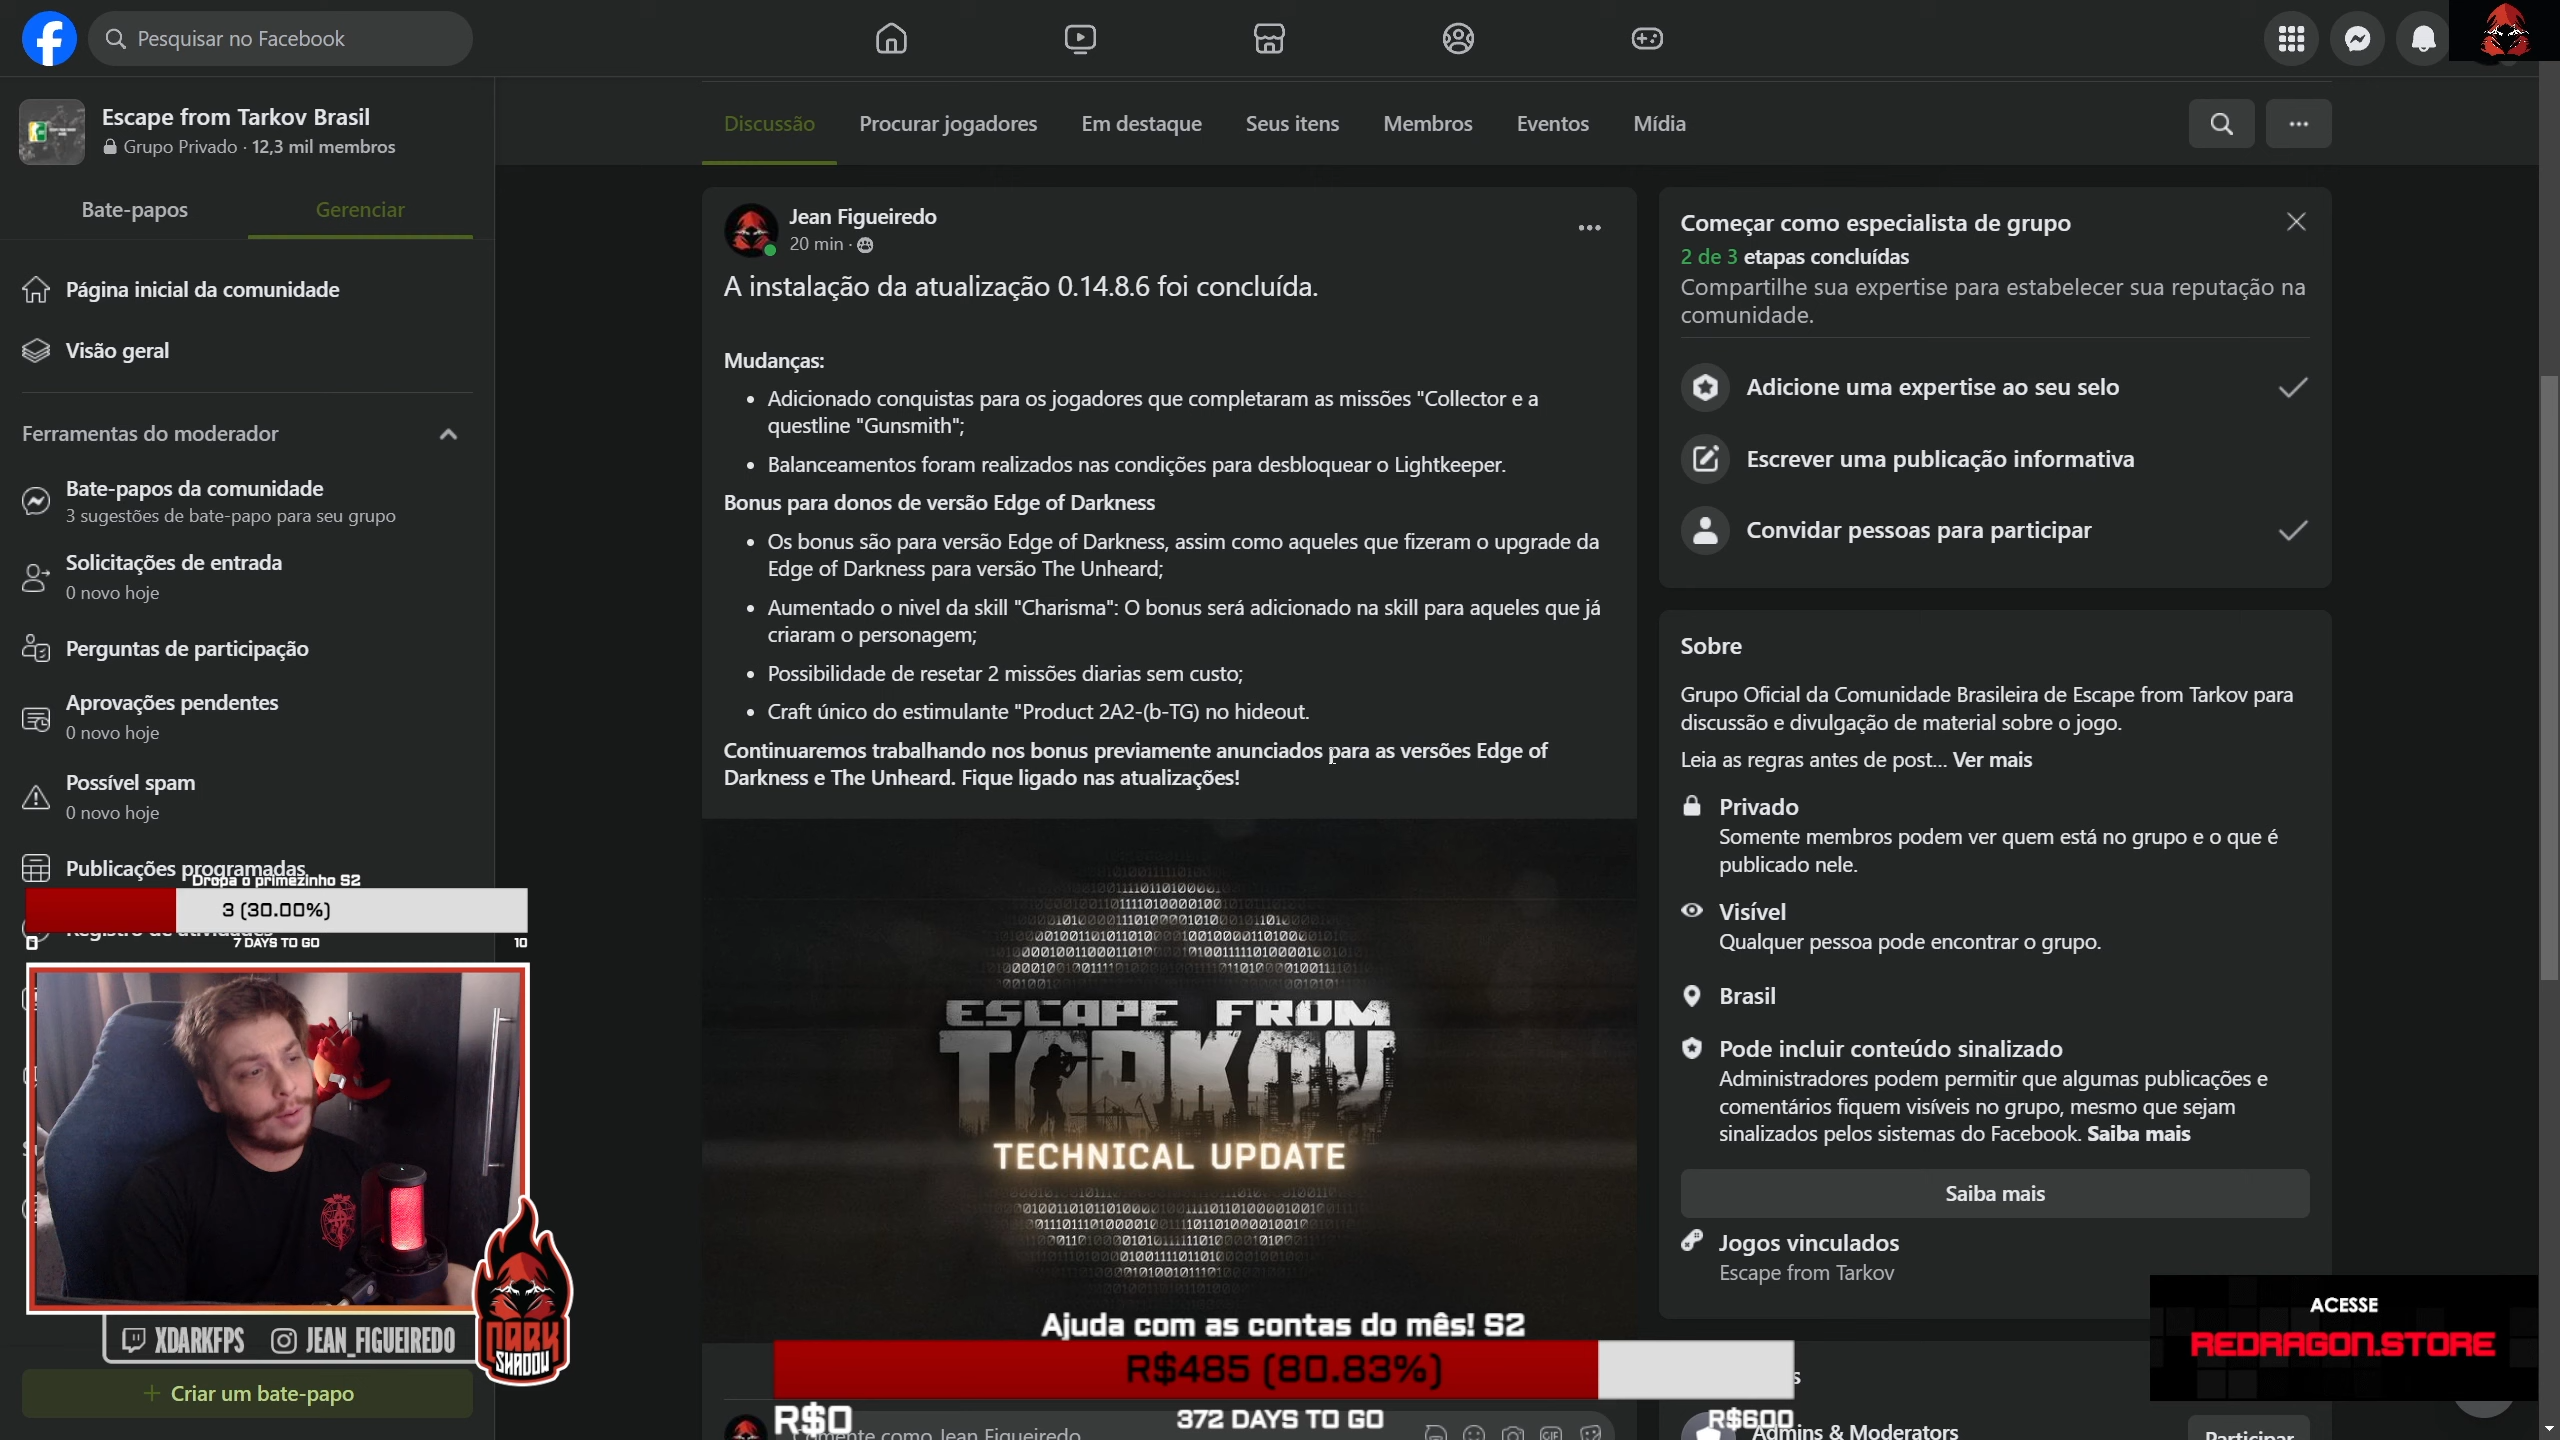 Pesquisar no Facebook
Escape from Tarkov Brasil
Grupo Privado · 12,3 mil membros
Bate-papos
Gerenciar
Página inicial da comunidade
Visão geral
Ferramentas do moderador
Bate-papos da comunidade
3 sugestões de bate-papo para seu grupo
Solicitações de entrada
0 novo hoje
Perguntas de participação
Aprovações pendentes
0 novo hoje
Possível spam
0 novo hoje
Publicações programadas
Dropa o primezinho S2
3 (30.00%)
0
7 DAYS TO GO
10
XDARKFPS
JEAN_FIGUEIREDO
DARK
SHADOW
+ Criar um bate-papo
Discussão
Procurar jogadores
Em destaque
Seus itens
Membros
Eventos
Mídia
Jean Figueiredo
20 min ·
A instalação da atualização 0.14.8.6 foi concluída.
Mudanças:
• Adicionado conquistas para os jogadores que completaram as missões "Collector e a
questline "Gunsmith";
• Balanceamentos foram realizados nas condições para desbloquear o Lightkeeper.
Bonus para donos de versão Edge of Darkness
• Os bonus são para versão Edge of Darkness, assim como aqueles que fizeram o upgrade da
Edge of Darkness para versão The Unheard;
• Aumentado o nivel da skill "Charisma": O bonus será adicionado na skill para aqueles que já
criaram o personagem;
• Possibilidade de resetar 2 missões diarias sem custo;
• Craft único do estimulante "Product 2A2-(b-TG) no hideout.
Continuaremos trabalhando nos bonus previamente anunciados para as versões Edge of
Darkness e The Unheard. Fique ligado nas atualizações!
ESCAPE FROM
TARKOV
TECHNICAL UPDATE
Ajuda com as contas do mês! S2
R$485 (80.83%)
R$0
372 DAYS TO GO
R$600
Comente como Jean Figueiredo
Começar como especialista de grupo
2 de 3 etapas concluídas
Compartilhe sua expertise para estabelecer sua reputação na
comunidade.
Adicione uma expertise ao seu selo
Escrever uma publicação informativa
Convidar pessoas para participar
Sobre
Grupo Oficial da Comunidade Brasileira de Escape from Tarkov para
discussão e divulgação de material sobre o jogo.
Leia as regras antes de post... Ver mais
Privado
Somente membros podem ver quem está no grupo e o que é
publicado nele.
Visível
Qualquer pessoa pode encontrar o grupo.
Brasil
Pode incluir conteúdo sinalizado
Administradores podem permitir que algumas publicações e
comentários fiquem visíveis no grupo, mesmo que sejam
sinalizados pelos sistemas do Facebook. Saiba mais
Saiba mais
Jogos vinculados
Escape from Tarkov
ACESSE
REDRAGON.STORE
Admins & Moderators
Participar